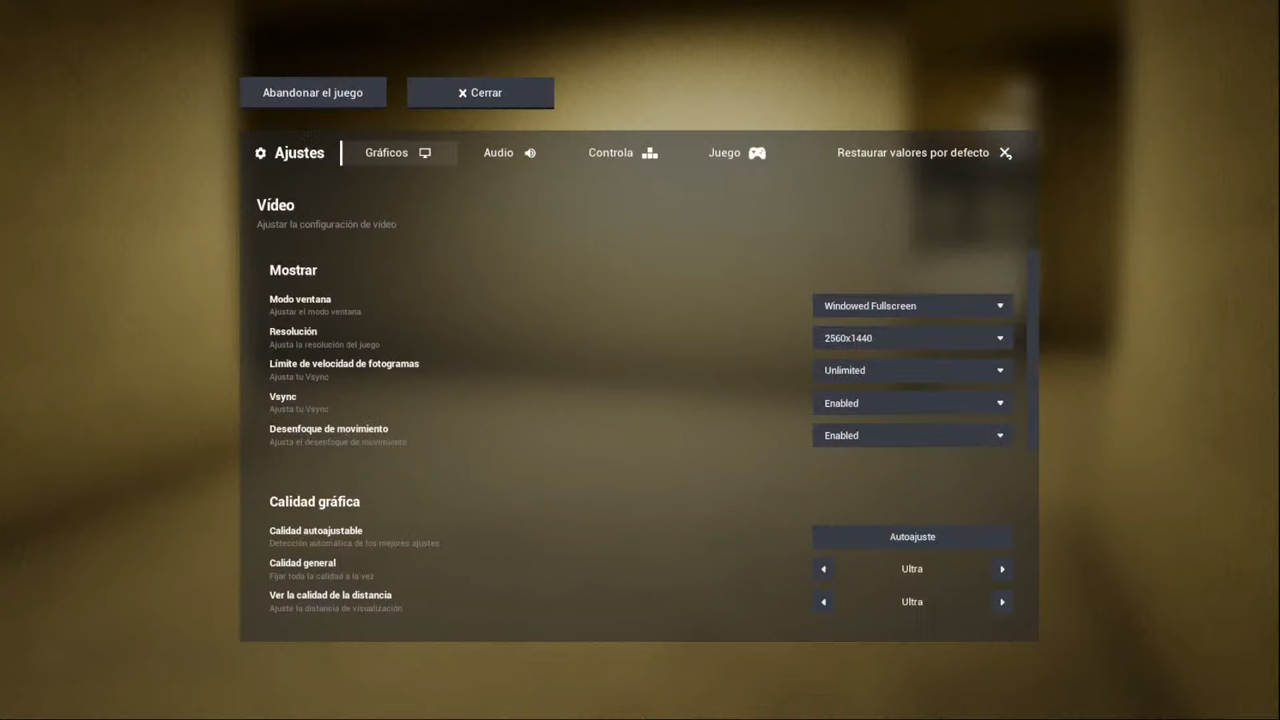 Abandonar el juego
Cerrar
Ajustes
Gráficos
Audio
Controla
Juego
Restaurar valores por defecto
Vídeo
Ajustar la configuración de vídeo
Mostrar
Modo ventana
Windowed Fullscreen
Ajustar el modo ventana
Resolución
2560x1440
Ajusta la resolución del juego
Límite de velocidad de fotogramas
Unlimited
Ajusta tu Vsync
Vsync
Enabled
Ajusta tu Vsync
Desenfoque de movimiento
Enabled
Ajusta el desenfoque de movimiento
Calidad gráfica
Calidad autoajustable
Autoajuste
Detección automática de los mejores ajustes
Calidad general
Ultra
Fijar toda la calidad a la vez
Ver la calidad de la distancia
Ultra
Ajuste la distancia de visualización